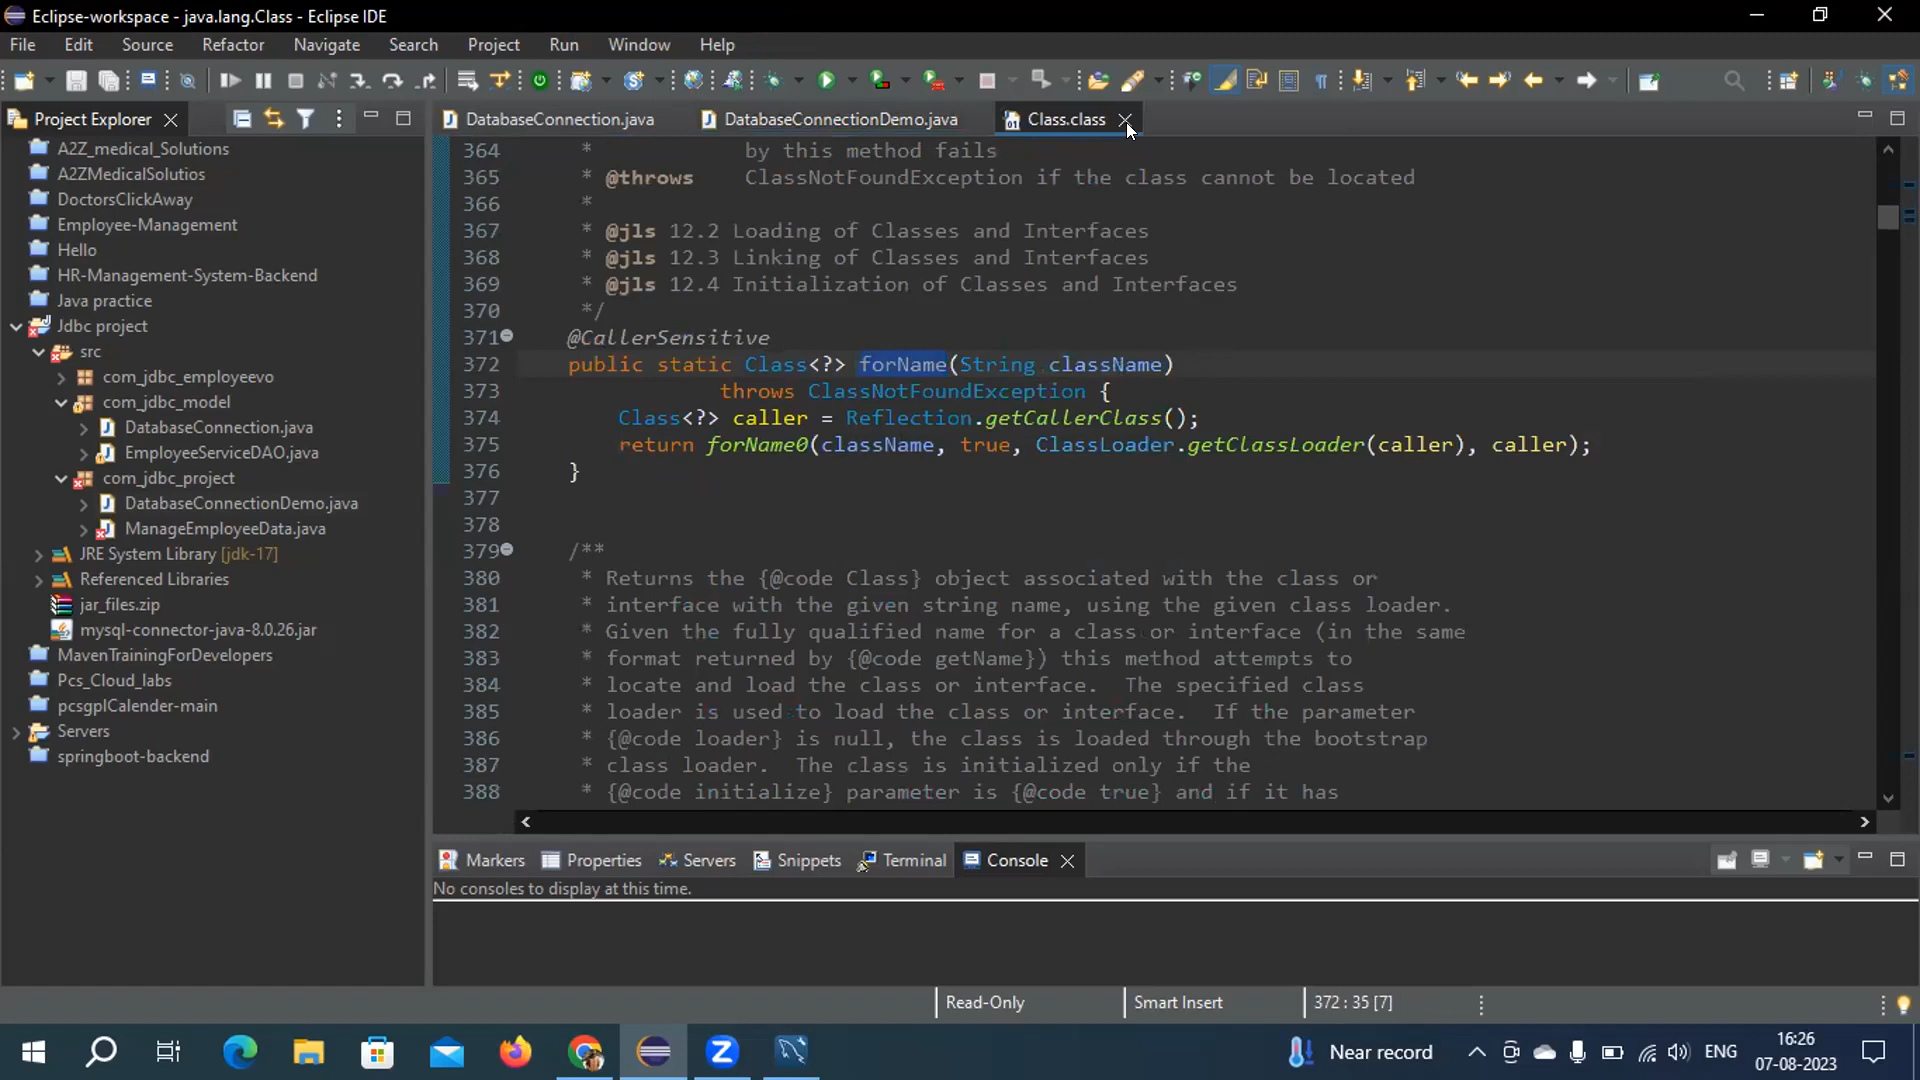 Eclipse-workspace - java.lang.Class - Eclipse IDE
File Edit Source Refactor Navigate Search Project Run Window Help
Project Explorer
A2Z_medical_Solutions
A2ZMedicalSolutios
DoctorsClickAway
Employee-Management
Hello
HR-Management-System-Backend
Java practice
Jdbc project
src
com_jdbc_employeevo
com_jdbc_model
DatabaseConnection.java
EmployeeServiceDAO.java
com_jdbc_project
DatabaseConnectionDemo.java
ManageEmployeeData.java
JRE System Library [jdk-17]
Referenced Libraries
jar_files.zip
mysql-connector-java-8.0.26.jar
MavenTrainingForDevelopers
Pcs_Cloud_labs
pcsgplCalender-main
Servers
springboot-backend
DatabaseConnection.java DatabaseConnectionDemo.java Class.class
364 * by this method fails
365 * @throws ClassNotFoundException if the class cannot be located
366 *
367 * @jls 12.2 Loading of Classes and Interfaces
368 * @jls 12.3 Linking of Classes and Interfaces
369 * @jls 12.4 Initialization of Classes and Interfaces
370 */
371 @CallerSensitive
372 public static Class<?> forName(String className)
373 throws ClassNotFoundException {
374 Class<?> caller = Reflection.getCallerClass();
375 return forName0(className, true, ClassLoader.getClassLoader(caller), caller);
376 }
377
378
379 /**
380 * Returns the {@code Class} object associated with the class or
381 * interface with the given string name, using the given class loader.
382 * Given the fully qualified name for a class or interface (in the same
383 * format returned by {@code getName}) this method attempts to
384 * locate and load the class or interface. The specified class
385 * loader is used to load the class or interface. If the parameter
386 * {@code loader} is null, the class is loaded through the bootstrap
387 * class loader. The class is initialized only if the
388 * {@code initialize} parameter is {@code true} and if it has
Markers Properties Servers Snippets Terminal Console
No consoles to display at this time.
Read-Only Smart Insert 372 : 35 [7]
Near record ENG 16:26
07-08-2023